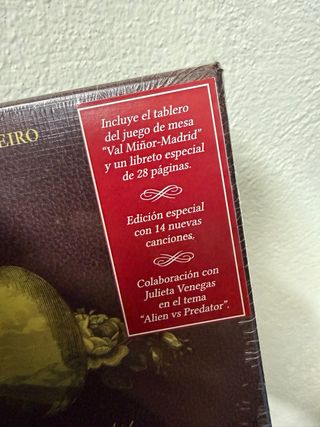 EIRO
Incluye el tablero
del juego de mesa
“Val Miñor-Madrid”
y un libreto especial
de 28 páginas.
Edición especial
con 14 nuevas
canciones.
Colaboración con
Julieta Venegas
en el tema
“Alien vs Predator”.